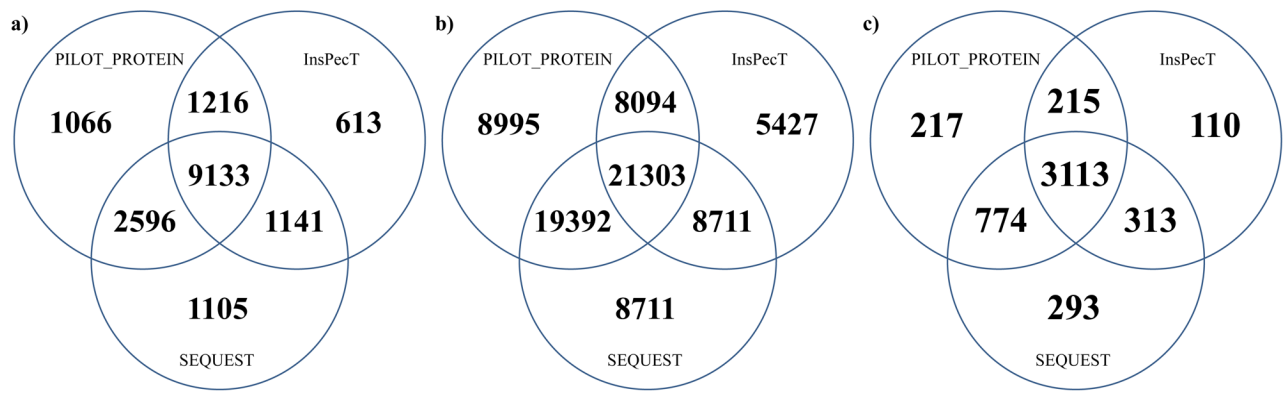 a)
PILOT_PROTEIN InsPecT
1066 1216 613
9133
2596 1141
1105
SEQUEST
b)
PILOT_PROTEIN InsPecT
8995 8094 5427
21303
19392 8711
8711
SEQUEST
c)
PILOT_PROTEIN InsPecT
217 215 110
3113
774 313
293
SEQUEST